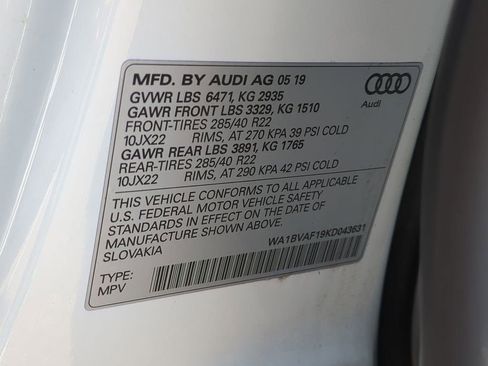 MFD. BY AUDI AG 05 19
GVWR LBS 6471, KG 2935
GAWR FRONT LBS 3329, KG 1510
FRONT-TIRES 285/40 R22
10JX22 RIMS, AT 270 KPA 39 PSI COLD
GAWR REAR LBS 3891, KG 1765
REAR-TIRES 285/40 R22
10JX22 RIMS, AT 290 KPA 42 PSI COLD
Audi
THIS VEHICLE CONFORMS TO ALL APPLICABLE
U.S. FEDERAL MOTOR VEHICLE SAFETY
STANDARDS IN EFFECT ON THE DATE OF
MANUFACTURE SHOWN ABOVE.
SLOVAKIA
WA1BVAF19KD043631
TYPE:
MPV